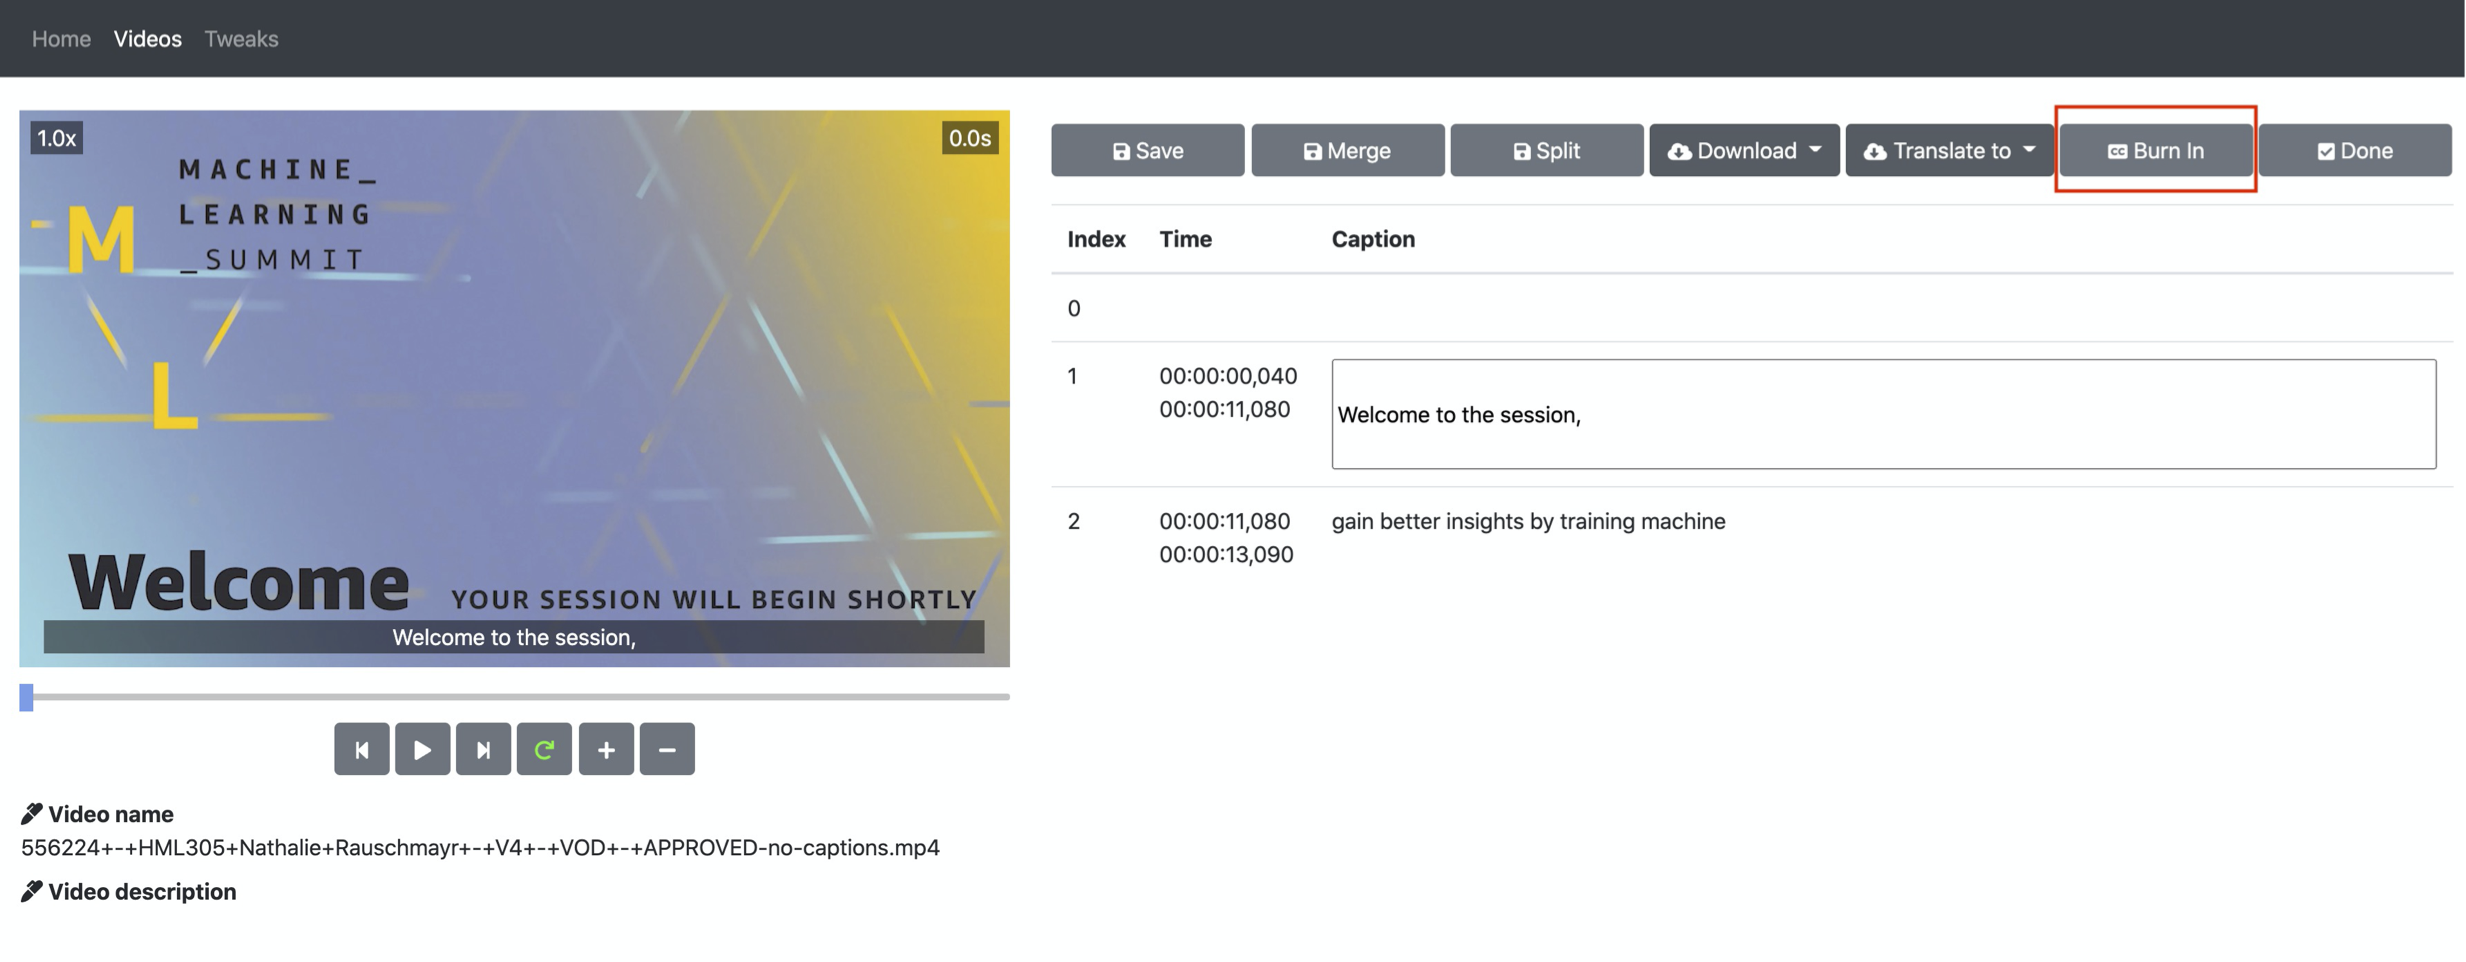 Home Videos Tweaks
1.0x
0.0s
MACHINE_
LEARNING
_SUMMIT
M
L
Welcome
YOUR SESSION WILL BEGIN SHORTLY
Welcome to the session,
Video name
556224+-+HML305+Nathalie+Rauschmayr+-+V4+-+VOD+-+APPROVED-no-captions.mp4
Video description
Save Merge Split Download Translate to CC Burn In Done
Index Time Caption
0
1 00:00:00,040
00:00:11,080
Welcome to the session,
2 00:00:11,080 gain better insights by training machine
00:00:13,090